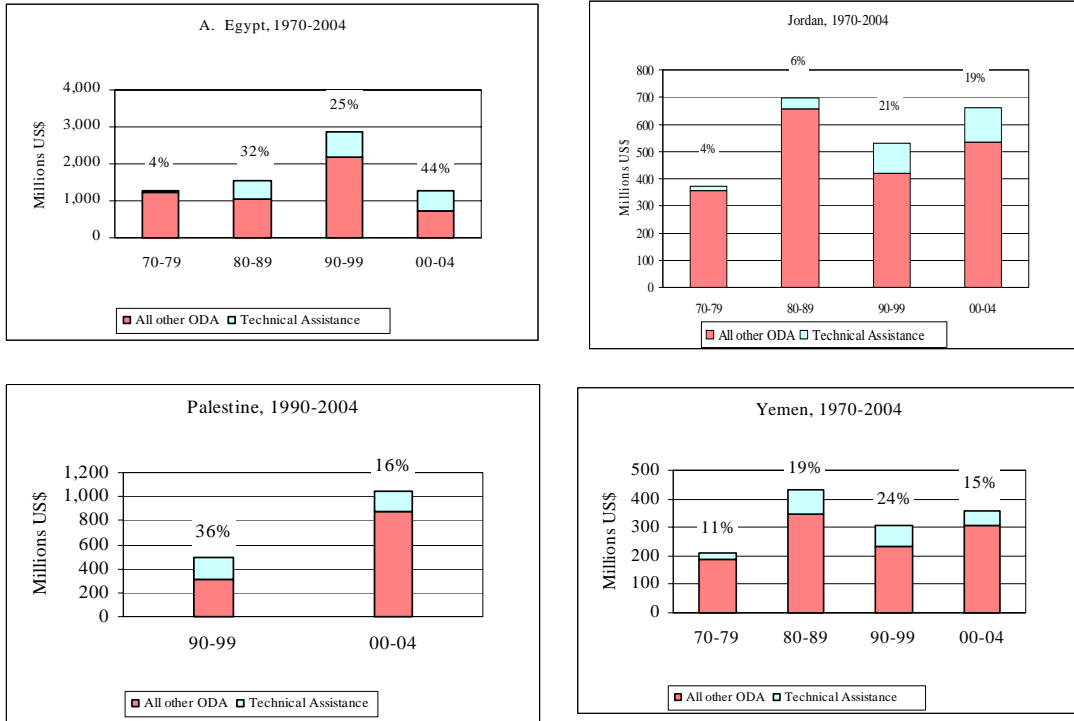 A. Egypt, 1970-2004
Millions US$
4,000
3,000
2,000
1,000
0
4%
32%
25%
44%
70-79 80-89 90-99 00-04
All other ODA Technical Assistance
Jordan, 1970-2004
Millions US$
800
700
600
500
400
300
200
100
0
4%
6%
21%
19%
70-79 80-89 90-99 00-04
All other ODA Technical Assistance
Palestine, 1990-2004
Millions US$
1,200
1,000
800
600
400
200
0
36%
16%
90-99 00-04
All other ODA Technical Assistance
Yemen, 1970-2004
Millions US$
500
400
300
200
100
0
11%
19%
24%
15%
70-79 80-89 90-99 00-04
All other ODA Technical Assistance